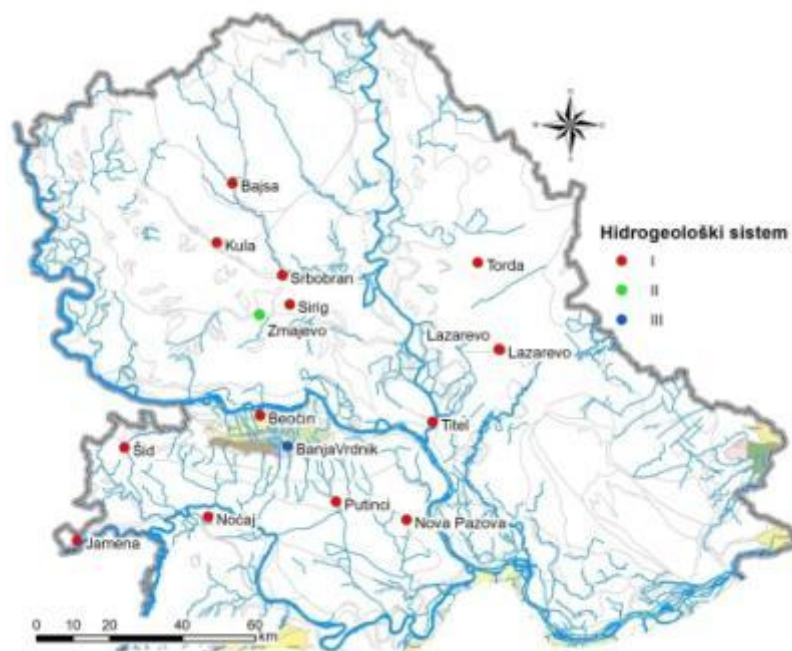 Bajsa
Kula
Hidrogeološki sistem
Torda
I
Srbobran
II
Sirig
III
Zmajevo
Lazarevo
Lazarevo
Beočin
Titel
Šid
BanjaVrdnik
Putinci
Noćaj
Nova Pazova
Jamena
0 20 40 60
km